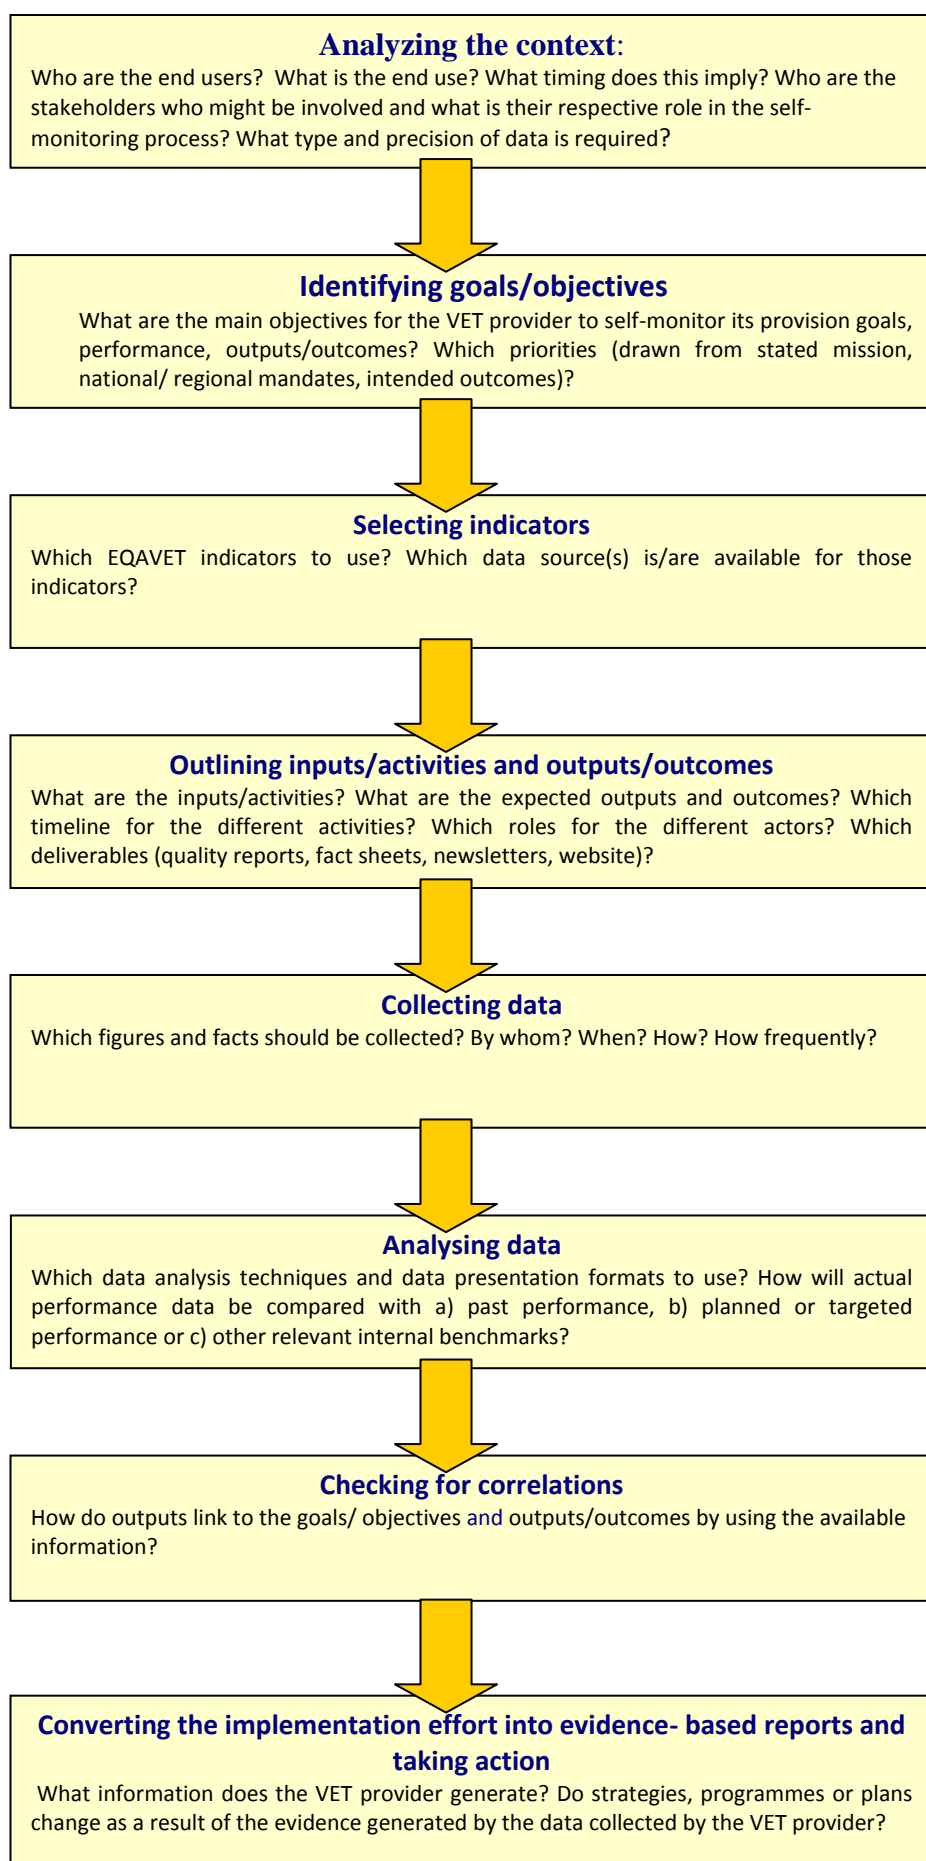 Analyzing the context:
Who are the end users?  What is the end use? What timing does this imply? Who are the
stakeholders who might be involved and what is their respective role in the self-
monitoring process? What type and precision of data is required?
Identifying goals/objectives
What are the main objectives for the VET provider to self-monitor its provision goals,
performance, outputs/outcomes? Which priorities (drawn from stated mission,
national/ regional mandates, intended outcomes)?
Selecting indicators
Which EQAVET indicators to use? Which data source(s) is/are available for those
indicators?
Outlining inputs/activities and outputs/outcomes
What are the inputs/activities? What are the expected outputs and outcomes? Which
timeline for the different activities? Which roles for the different actors? Which
deliverables (quality reports, fact sheets, newsletters, website)?
Collecting data
Which figures and facts should be collected? By whom? When? How? How frequently?
Analysing data
Which data analysis techniques and data presentation formats to use? How will actual
performance data be compared with a) past performance, b) planned or targeted
performance or c) other relevant internal benchmarks?
Checking for correlations
How do outputs link to the goals/ objectives and outputs/outcomes by using the available
information?
Converting the implementation effort into evidence- based reports and
taking action
What information does the VET provider generate? Do strategies, programmes or plans
change as a result of the evidence generated by the data collected by the VET provider?